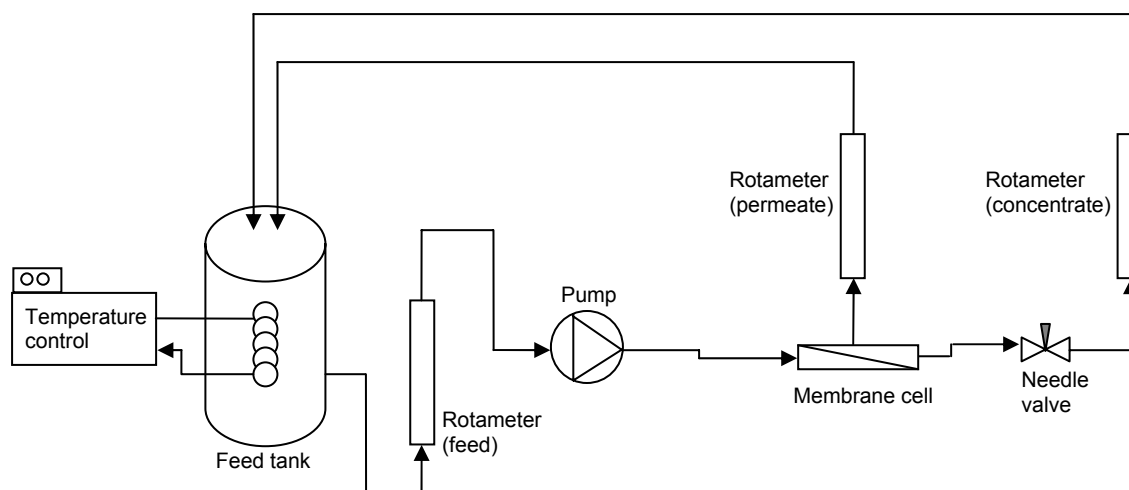 Rotameter
(permeate)
Rotameter
(concentrate)
Pump
Temperature
control
Membrane cell
Needle
valve
Rotameter
(feed)
Feed tank